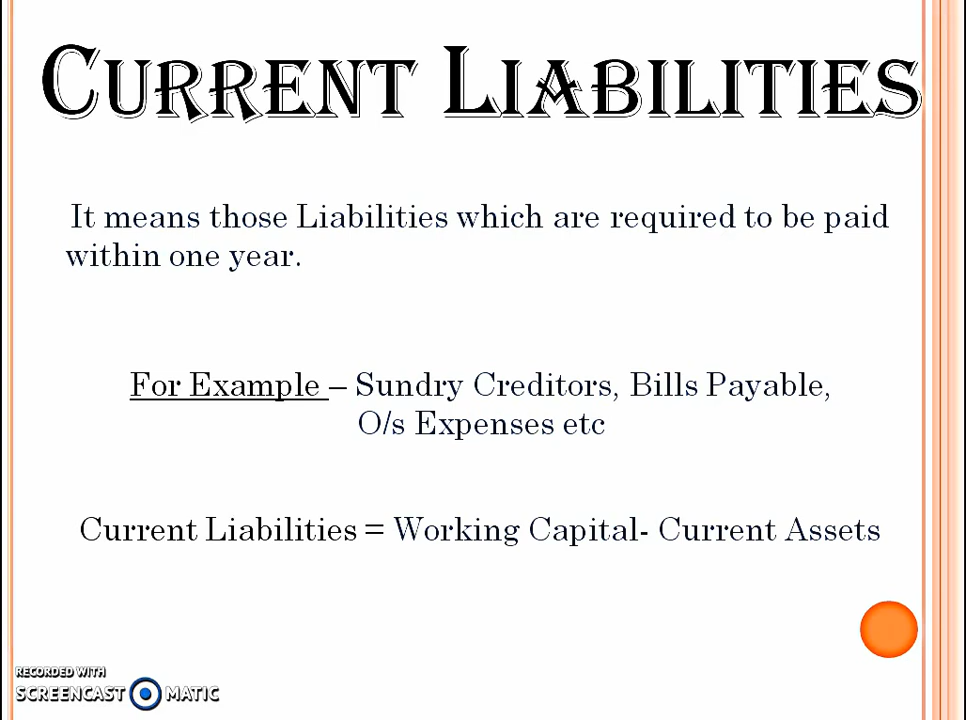 CURRENT LIABILITIES
It means those Liabilities which are required to be paid
within one year.
For Example – Sundry Creditors, Bills Payable,
O/s Expenses etc
Current Liabilities = Working Capital- Current Assets
RECORDED WITH
SCREENCAST MATIC